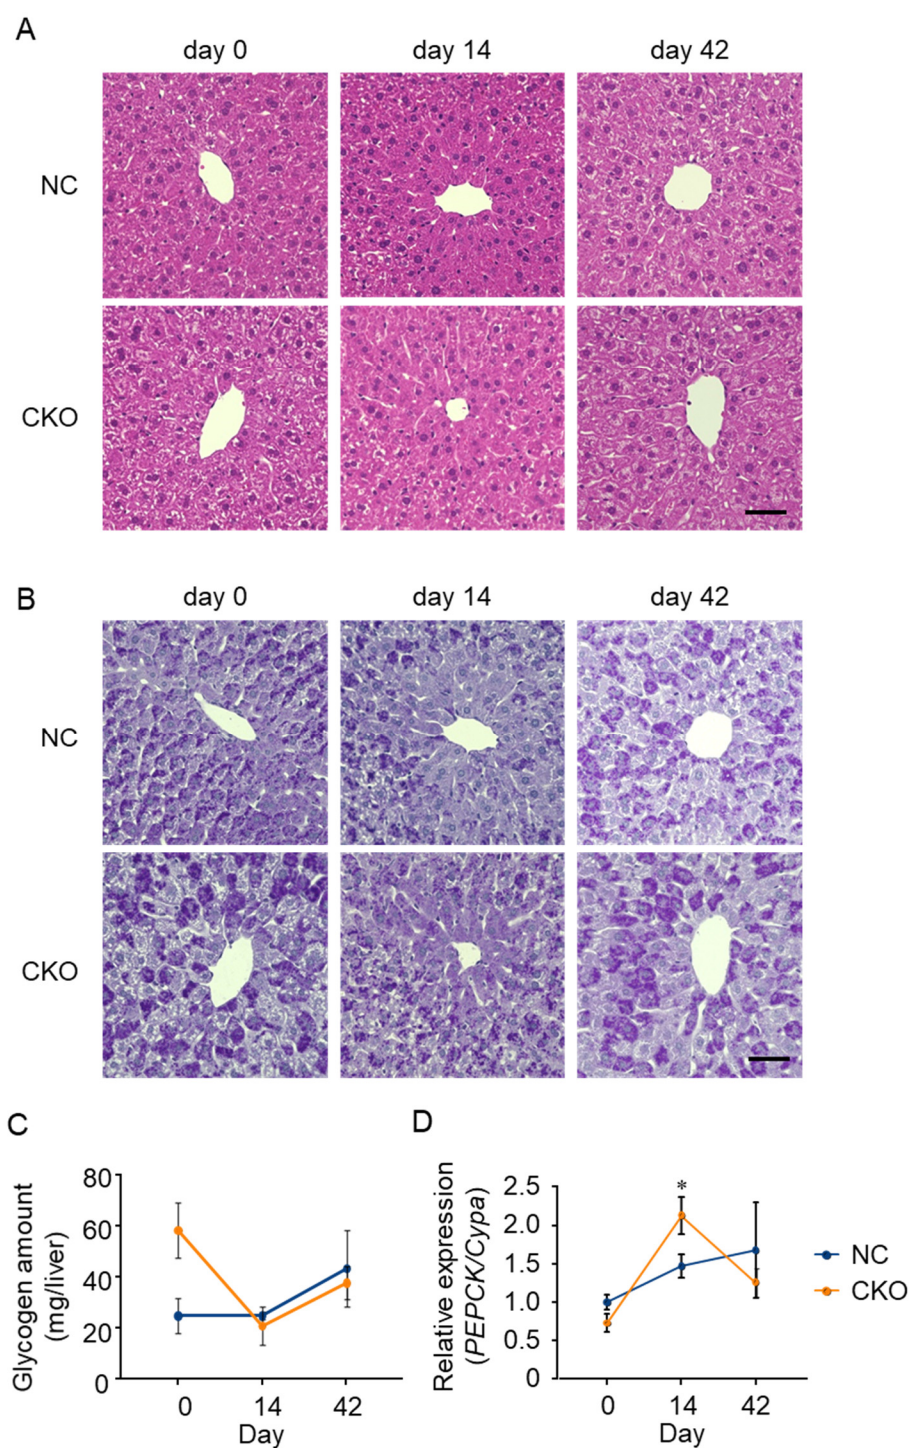 A
day 0 day 14 day 42
NC
CKO
B
day 0 day 14 day 42
NC
CKO
C
Glycogen amount
(mg/liver)
80
60
40
20
0
0 14 42
Day
D
Relative expression
(PEPCK/Cypa)
2.5
2.0
1.5
1.0
0.5
0
*
0 14 42
Day
NC
CKO